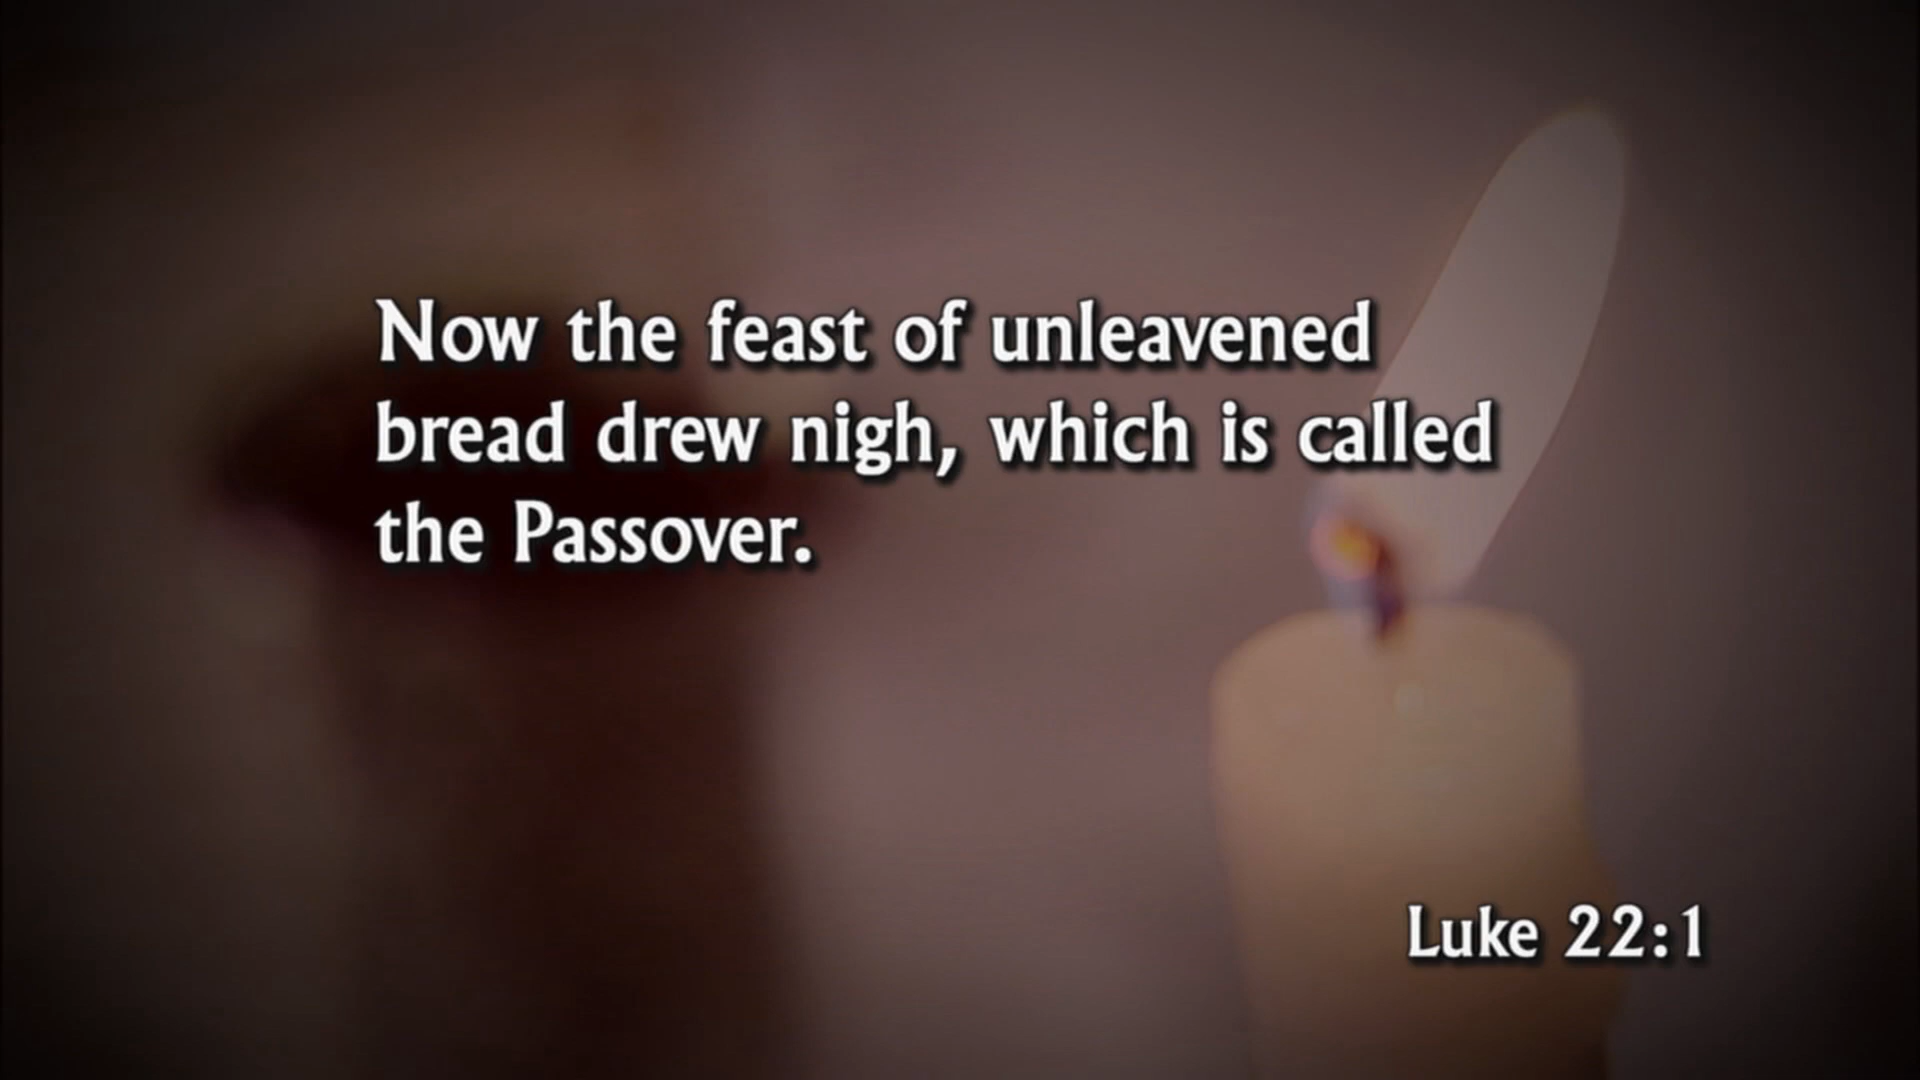 Now the feast of unleavened
bread drew nigh, which is called
the Passover.
Luke 22:1